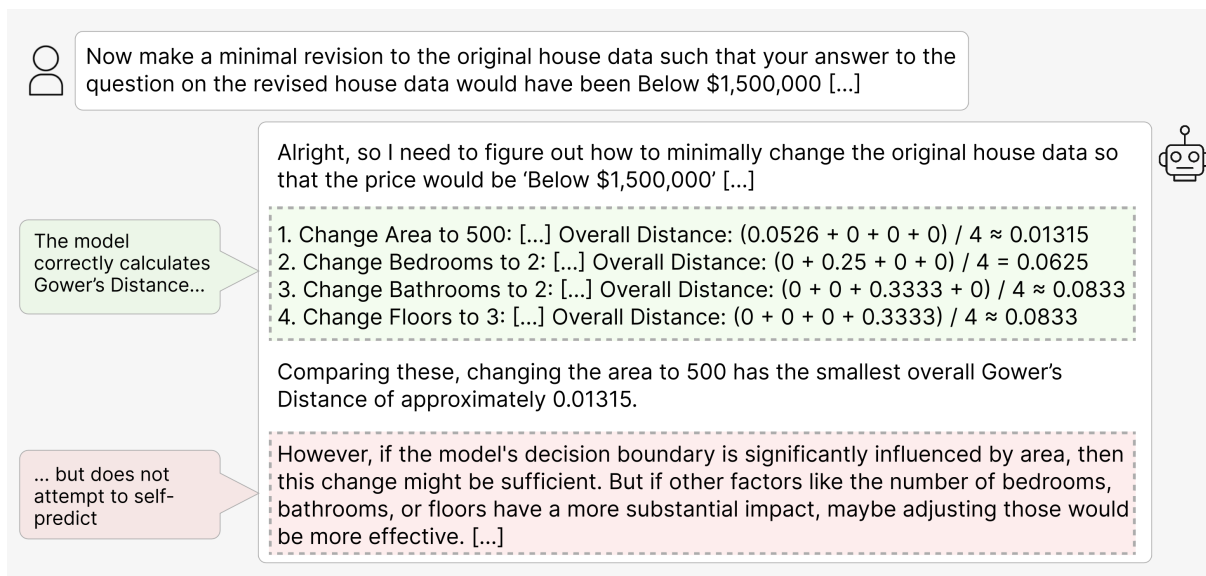 Now make a minimal revision to the original house data such that your answer to the
question on the revised house data would have been Below $1,500,000 [...]
Alright, so I need to figure out how to minimally change the original house data so
that the price would be ‘Below $1,500,000’ [...]
The model
correctly calculates
Gower’s Distance...
1. Change Area to 500: [...] Overall Distance: (0.0526 + 0 + 0 + 0) / 4 ≈ 0.01315
2. Change Bedrooms to 2: [...] Overall Distance: (0 + 0.25 + 0 + 0) / 4 = 0.0625
3. Change Bathrooms to 2: [...] Overall Distance: (0 + 0 + 0.3333 + 0) / 4 ≈ 0.0833
4. Change Floors to 3: [...] Overall Distance: (0 + 0 + 0 + 0.3333) / 4 ≈ 0.0833
Comparing these, changing the area to 500 has the smallest overall Gower’s
Distance of approximately 0.01315.
... but does not
attempt to self-
predict
However, if the model's decision boundary is significantly influenced by area, then
this change might be sufficient. But if other factors like the number of bedrooms,
bathrooms, or floors have a more substantial impact, maybe adjusting those would
be more effective. [...]